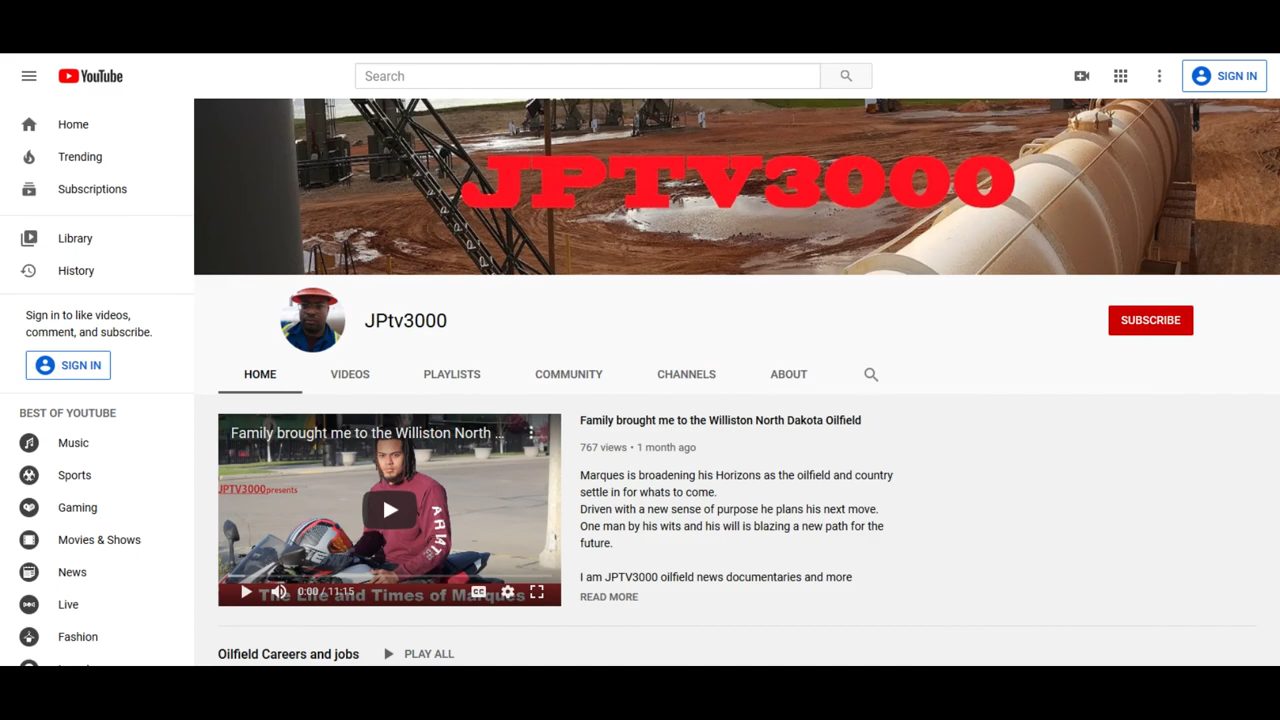 YouTube
Search
SIGN IN
Home
Trending
Subscriptions
Library
History
Sign in to like videos,
comment, and subscribe.
SIGN IN
BEST OF YOUTUBE
Music
Sports
Gaming
Movies & Shows
News
Live
Fashion
JPTV3000
JPtv3000
SUBSCRIBE
HOME
VIDEOS
PLAYLISTS
COMMUNITY
CHANNELS
ABOUT
Family brought me to the Williston North ...
JPTV3000presents
ARIAT
0:00 / 11:15
The Life and Times of Marques
Family brought me to the Williston North Dakota Oilfield
767 views • 1 month ago
Marques is broadening his Horizons as the oilfield and country
settle in for whats to come.
Driven with a new sense of purpose he plans his next move.
One man by his wits and his will is blazing a new path for the
future.
I am JPTV3000 oilfield news documentaries and more
READ MORE
Oilfield Careers and jobs
PLAY ALL